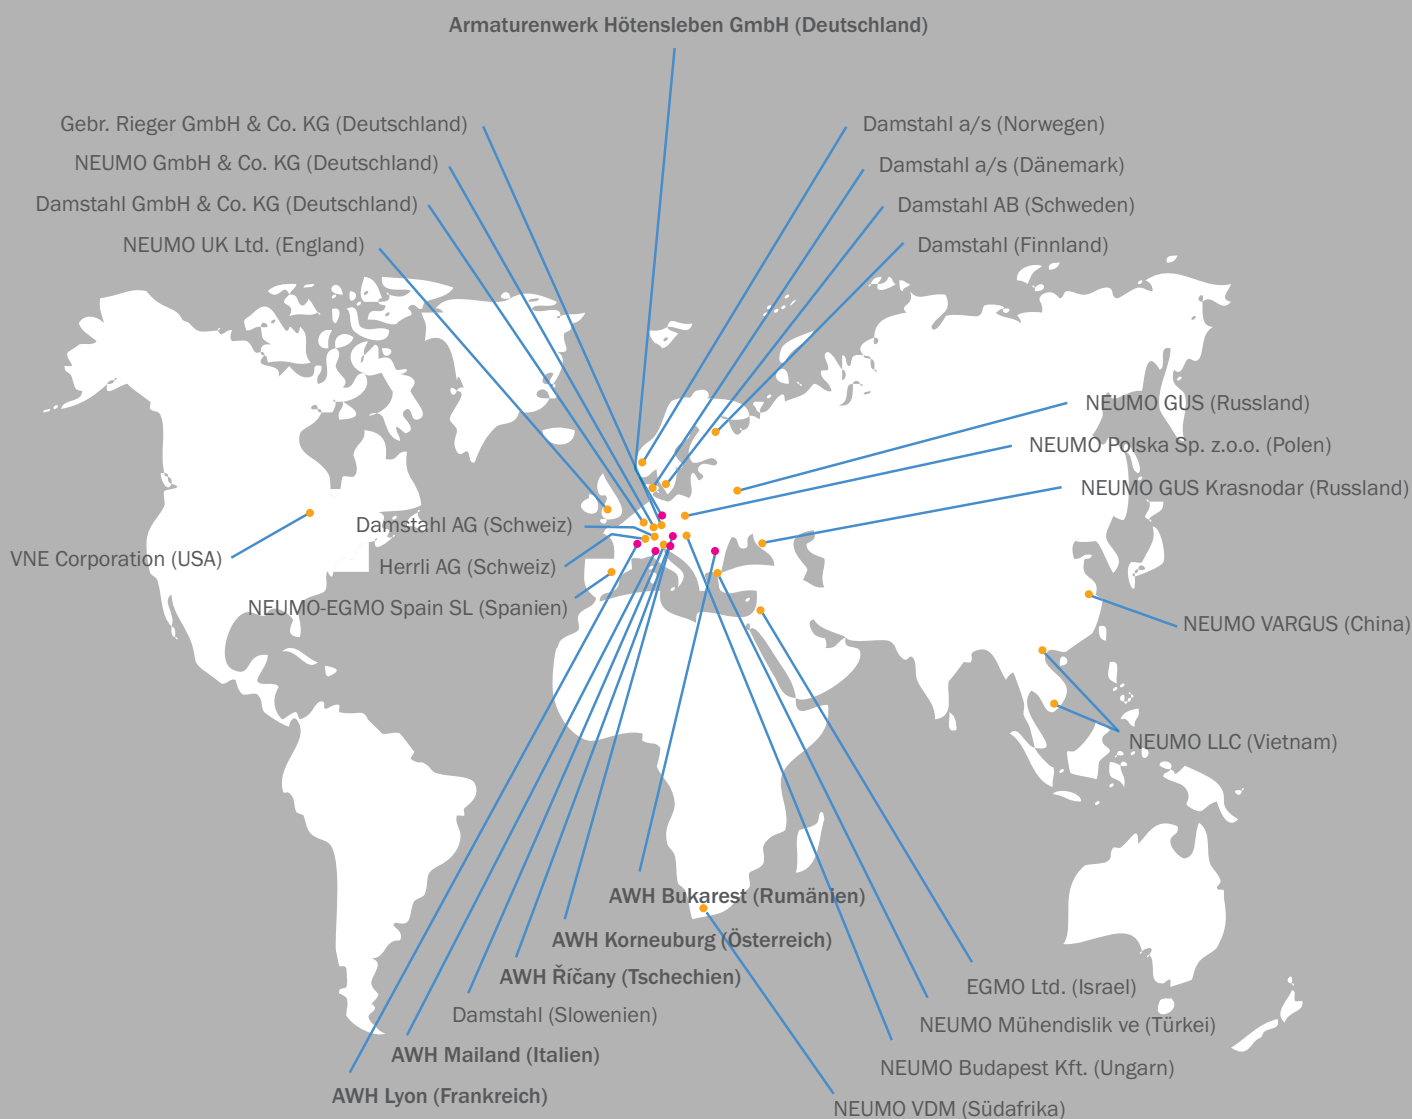 Armaturenwerk Hötensleben GmbH (Deutschland)
Gebr. Rieger GmbH & Co. KG (Deutschland)
NEUMO GmbH & Co. KG (Deutschland)
Damstahl GmbH & Co. KG (Deutschland)
NEUMO UK Ltd. (England)
Damstahl a/s (Norwegen)
Damstahl a/s (Dänemark)
Damstahl AB (Schweden)
Damstahl (Finnland)
NEUMO GUS (Russland)
NEUMO Polska Sp. z.o.o. (Polen)
NEUMO GUS Krasnodar (Russland)
Damstahl AG (Schweiz)
VNE Corporation (USA)
Herrli AG (Schweiz)
NEUMO-EGMO Spain SL (Spanien)
NEUMO VARGUS (China)
NEUMO LLC (Vietnam)
AWH Bukarest (Rumänien)
AWH Korneuburg (Österreich)
AWH Říčany (Tschechien)
Damstahl (Slowenien)
AWH Mailand (Italien)
AWH Lyon (Frankreich)
EGMO Ltd. (Israel)
NEUMO Mühendislik ve (Türkei)
NEUMO Budapest Kft. (Ungarn)
NEUMO VDM (Südafrika)